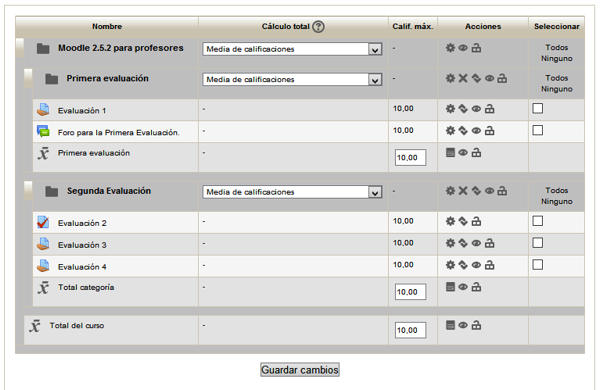 Nombre Cálculo total ? Calif. máx. Acciones Seleccionar
Moodle 2.5.2 para profesores Media de calificaciones - Todos
Ninguno
Primera evaluación Media de calificaciones - Todos
Ninguno
Evaluación 1 - 10,00
Foro para la Primera Evaluación. - 10,00
x̄ Primera evaluación - 10,00
Segunda Evaluación Media de calificaciones - Todos
Ninguno
Evaluación 2 - 10,00
Evaluación 3 - 10,00
Evaluación 4 - 10,00
x̄ Total categoría - 10,00
x̄ Total del curso - 10,00
Guardar cambios